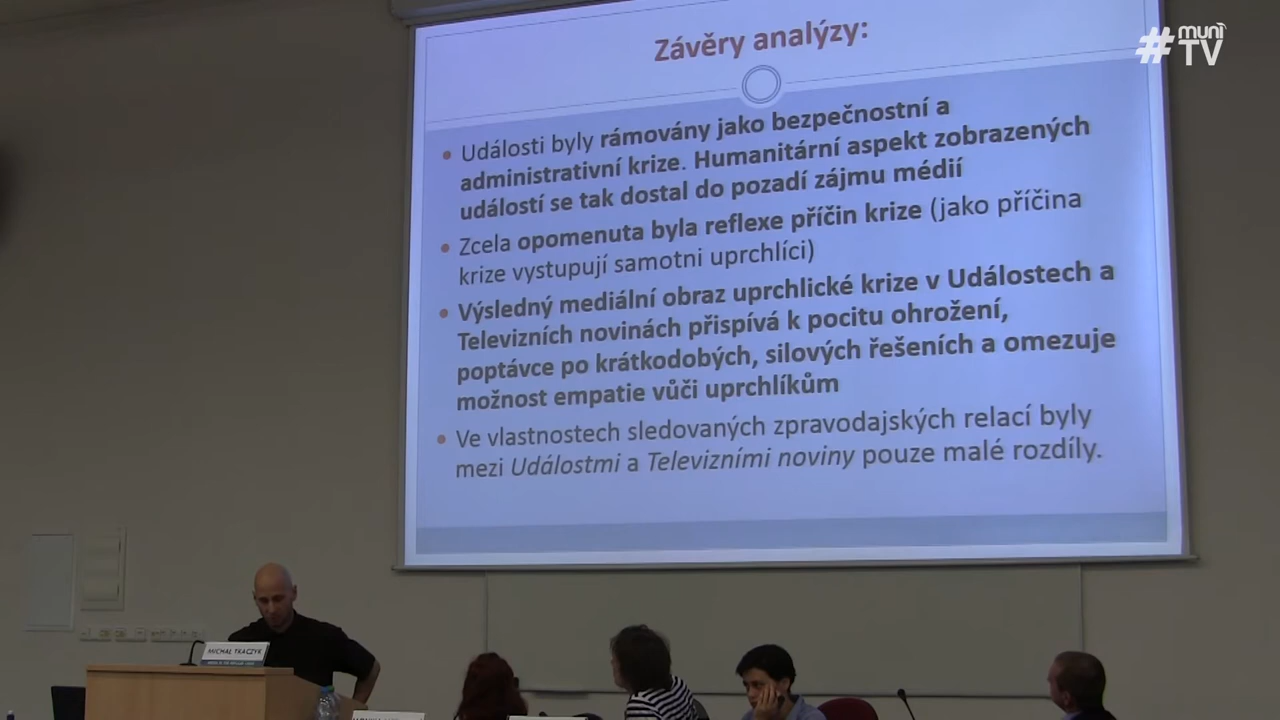 #muni
TV
Závěry analýzy:
• Události byly rámovány jako bezpečnostní a
administrativní krize. Humanitární aspekt zobrazených
událostí se tak dostal do pozadí zájmu médií
• Zcela opomenuta byla reflexe příčin krize (jako příčina
krize vystupují samotni uprchlíci)
• Výsledný mediální obraz uprchlické krize v Událostech a
Televizních novinách přispívá k pocitu ohrožení,
poptávce po krátkodobých, silových řešeních a omezuje
možnost empatie vůči uprchlíkům
• Ve vlastnostech sledovaných zpravodajských relací byly
mezi Událostmi a Televizními noviny pouze malé rozdíly.
MICHAL TKACZYK